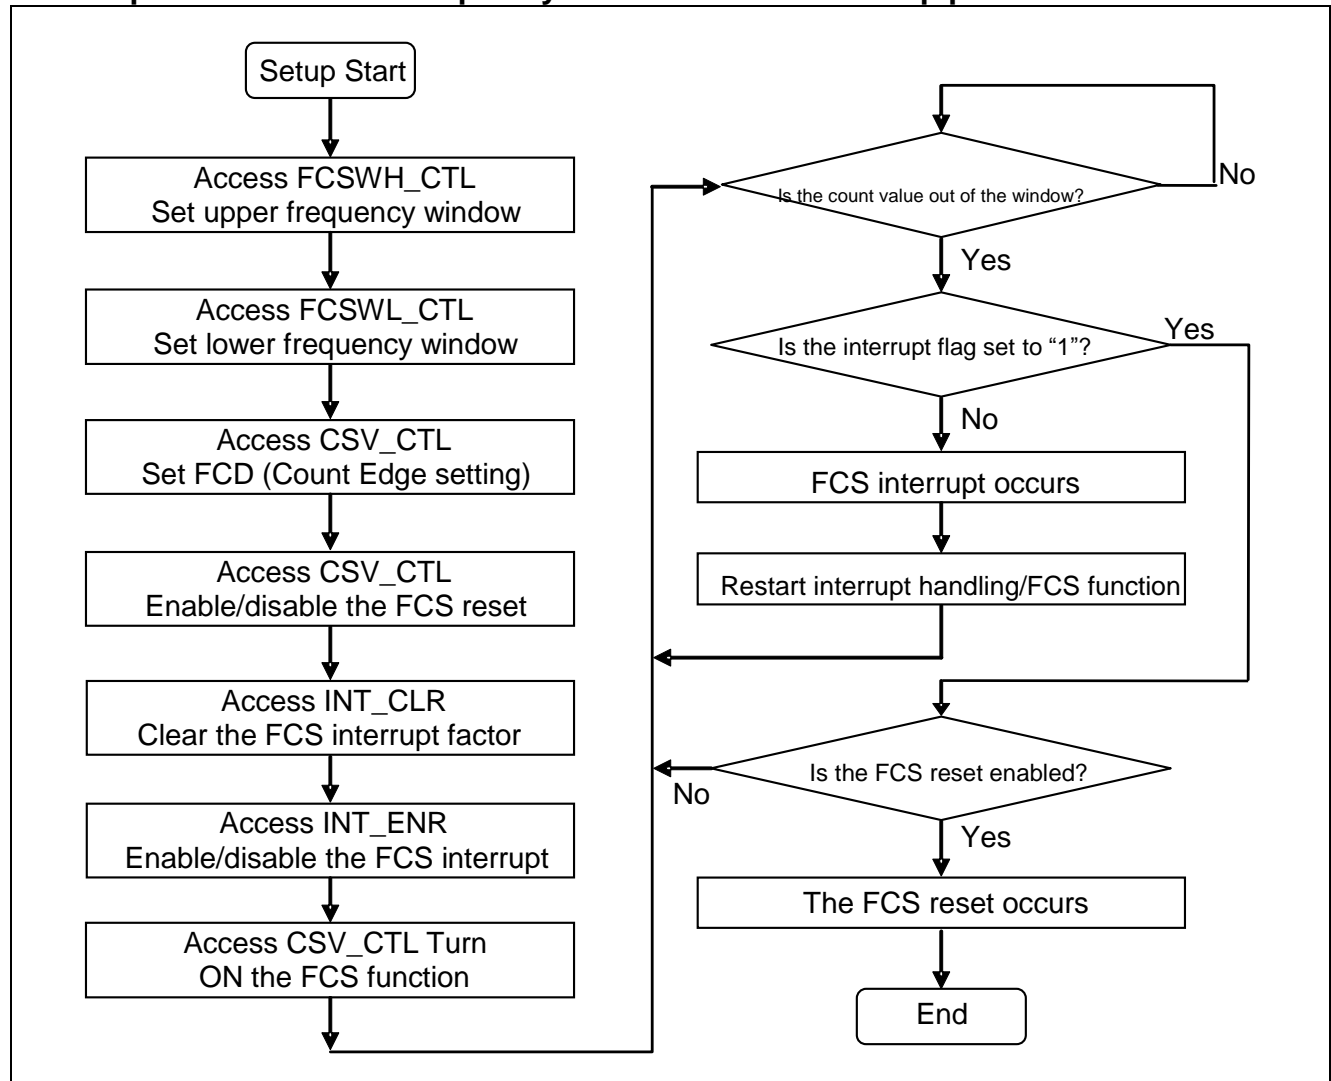 Setup Start
Access FCSWH_CTL
Set upper frequency window
Access FCSWL_CTL
Set lower frequency window
Access CSV_CTL
Set FCD (Count Edge setting)
Access CSV_CTL
Enable/disable the FCS reset
Access INT_CLR
Clear the FCS interrupt factor
Access INT_ENR
Enable/disable the FCS interrupt
Access CSV_CTL Turn
ON the FCS function
Is the count value out of the window?
No
Yes
Is the interrupt flag set to “1”?
Yes
No
FCS interrupt occurs
Restart interrupt handling/FCS function
Is the FCS reset enabled?
No
Yes
The FCS reset occurs
End